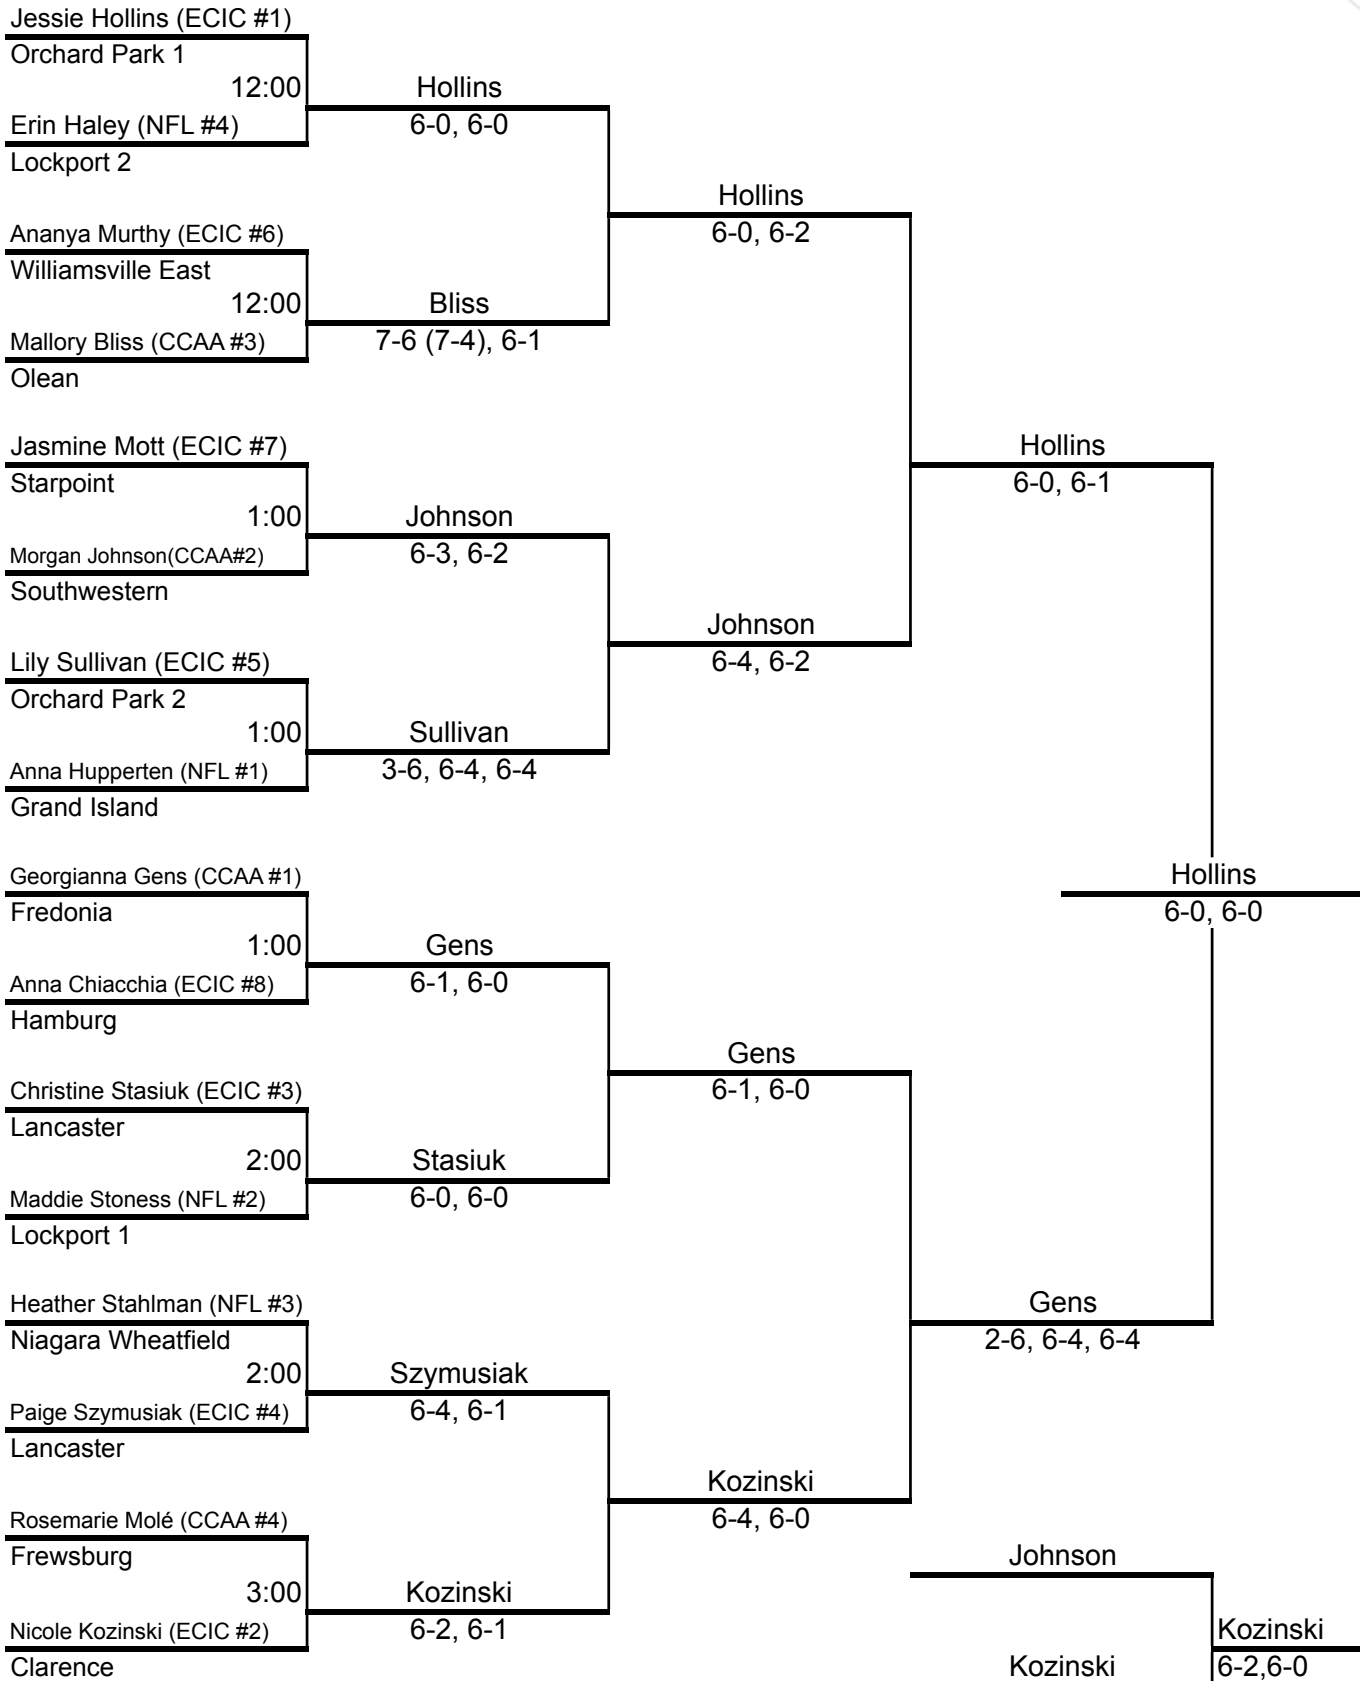 Jessie Hollins (ECIC #1)
Orchard Park 1
12:00
Erin Haley (NFL #4)
Lockport 2
Ananya Murthy (ECIC #6)
Williamsville East
12:00
Mallory Bliss (CCAA #3)
Olean
Jasmine Mott (ECIC #7)
Starpoint
1:00
Morgan Johnson(CCAA#2)
Southwestern
Lily Sullivan (ECIC #5)
Orchard Park 2
1:00
Anna Hupperten (NFL #1)
Grand Island
Georgianna Gens (CCAA #1)
Fredonia
1:00
Anna Chiacchia (ECIC #8)
Hamburg
Christine Stasiuk (ECIC #3)
Lancaster
2:00
Maddie Stoness (NFL #2)
Lockport 1
Heather Stahlman (NFL #3)
Niagara Wheatfield
2:00
Paige Szymusiak (ECIC #4)
Lancaster
Rosemarie Molé (CCAA #4)
Frewsburg
3:00
Nicole Kozinski (ECIC #2)
Clarence
Hollins
6-0, 6-0
Bliss
7-6 (7-4), 6-1
Johnson
6-3, 6-2
Sullivan
3-6, 6-4, 6-4
Gens
6-1, 6-0
Stasiuk
6-0, 6-0
Szymusiak
6-4, 6-1
Kozinski
6-2, 6-1
Hollins
6-0, 6-2
Johnson
6-4, 6-2
Gens
6-1, 6-0
Kozinski
6-4, 6-0
Hollins
6-0, 6-1
Gens
2-6, 6-4, 6-4
Hollins
6-0, 6-0
Johnson
Kozinski
Kozinski
6-2,6-0